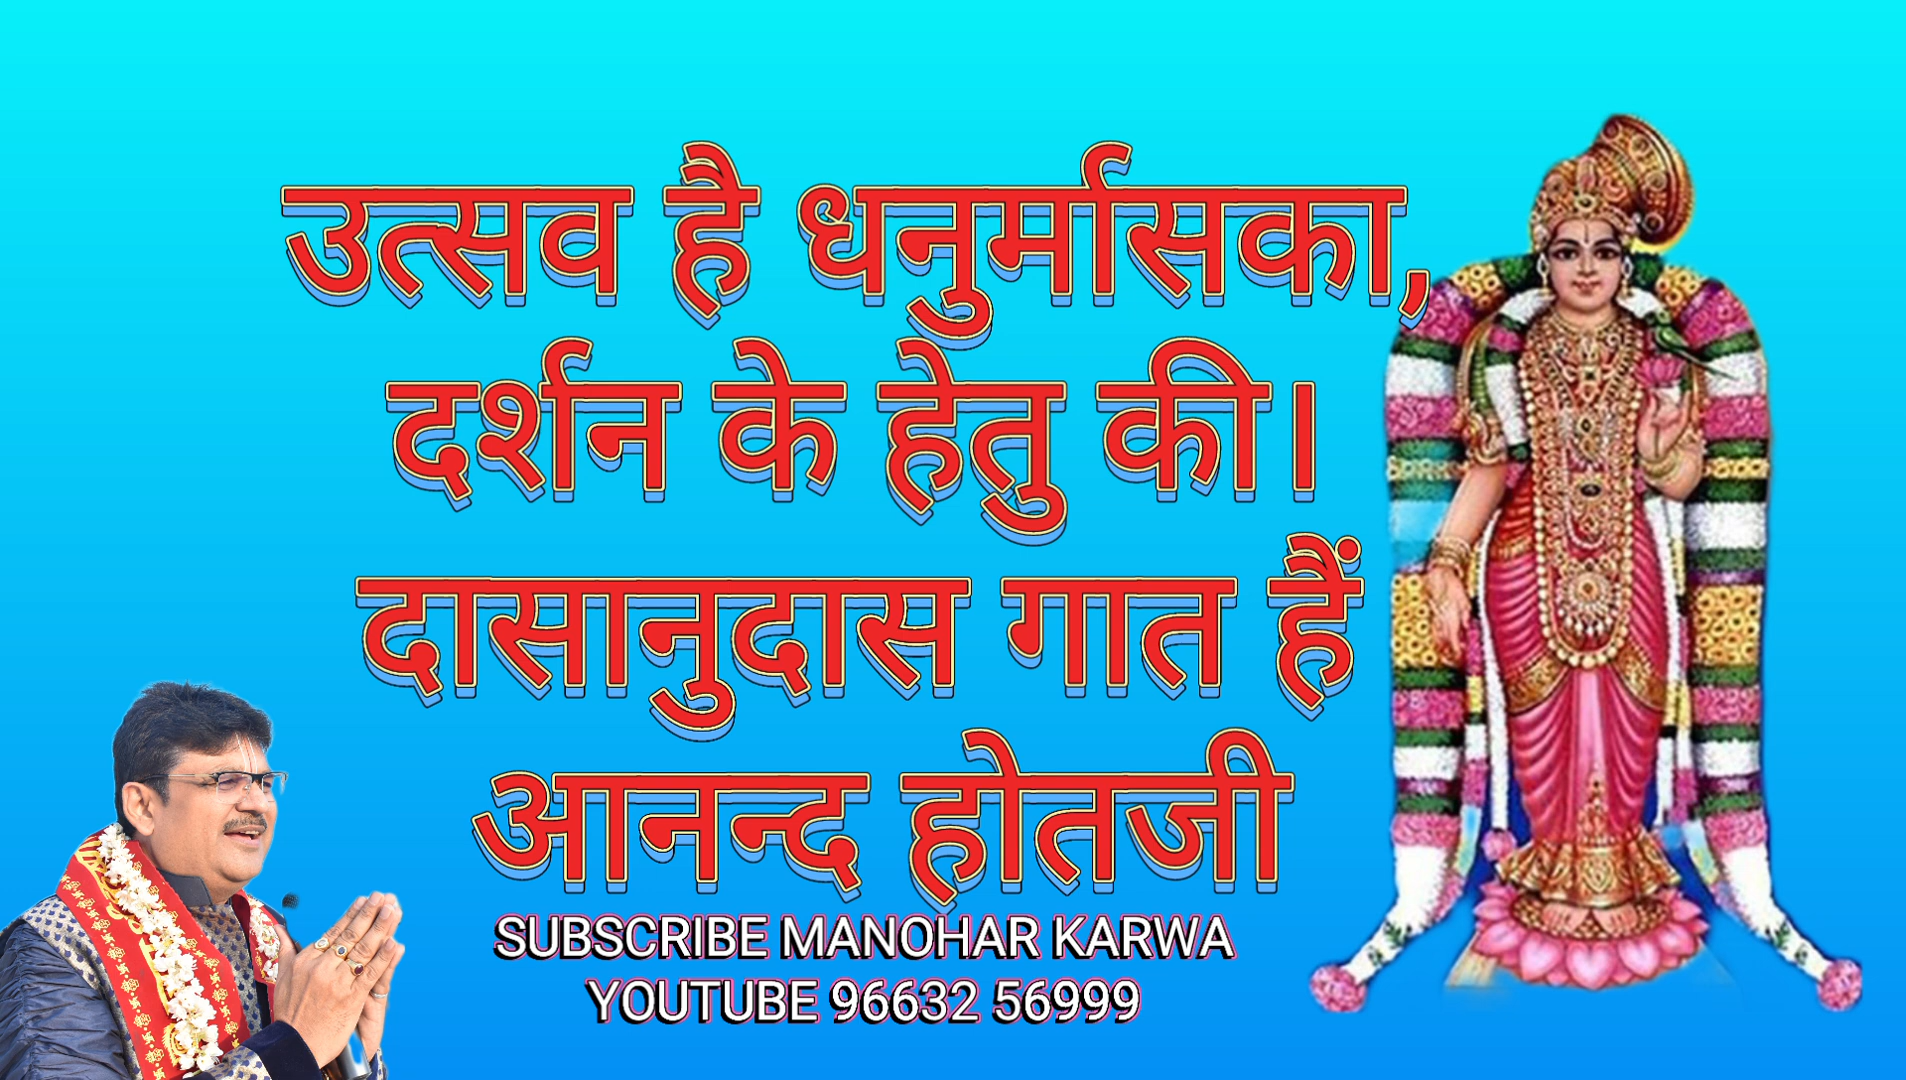 उत्सव है धनुर्मासका,
दर्शन के हेतु की।
दासानुदास गात हैं
आनन्द होतजी
SUBSCRIBE MANOHAR KARWA
YOUTUBE 96632 56999